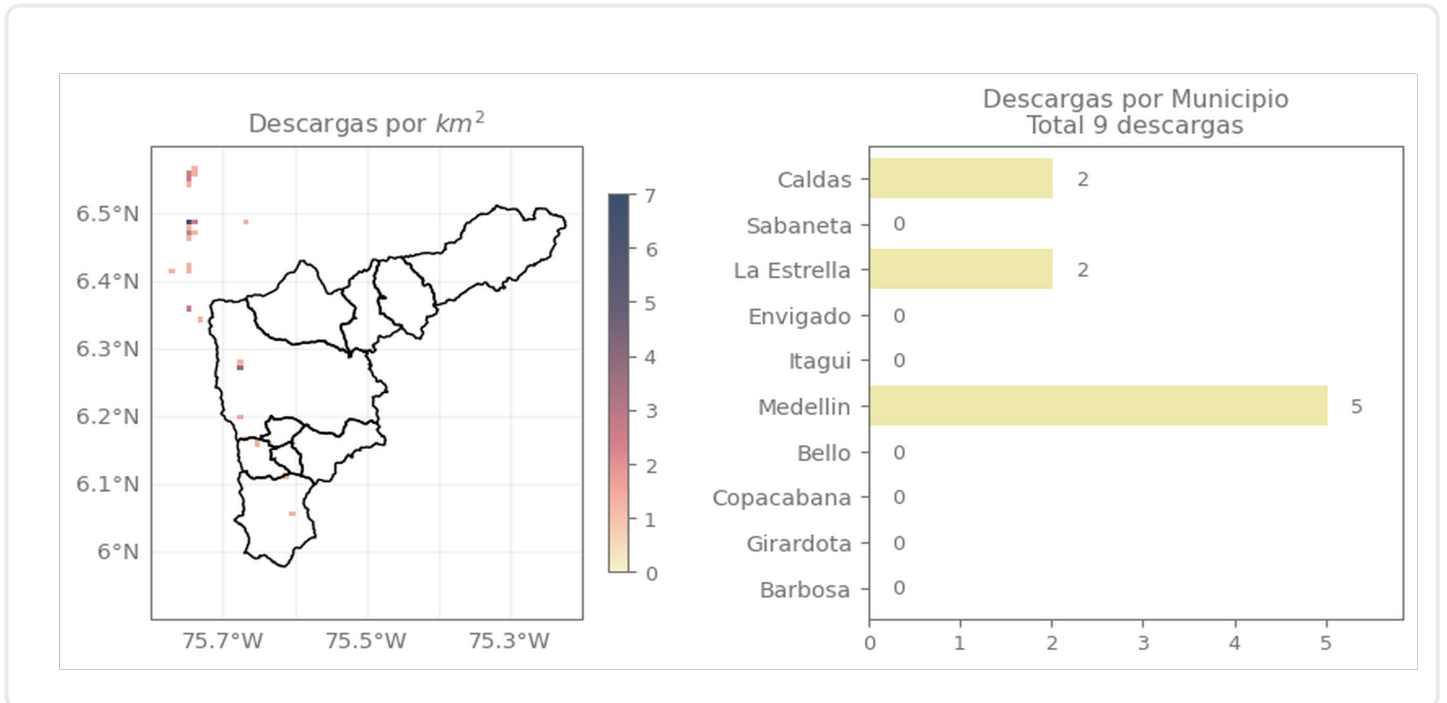 Descargas por km²
6.5°N
6.4°N
6.3°N
6.2°N
6.1°N
6°N
75.7°W 75.5°W 75.3°W
7
6
5
4
3
2
1
0
Descargas por Municipio
Total 9 descargas
Caldas 2
Sabaneta 0
La Estrella 2
Envigado 0
Itagui 0
Medellin 5
Bello 0
Copacabana 0
Girardota 0
Barbosa 0
0 1 2 3 4 5